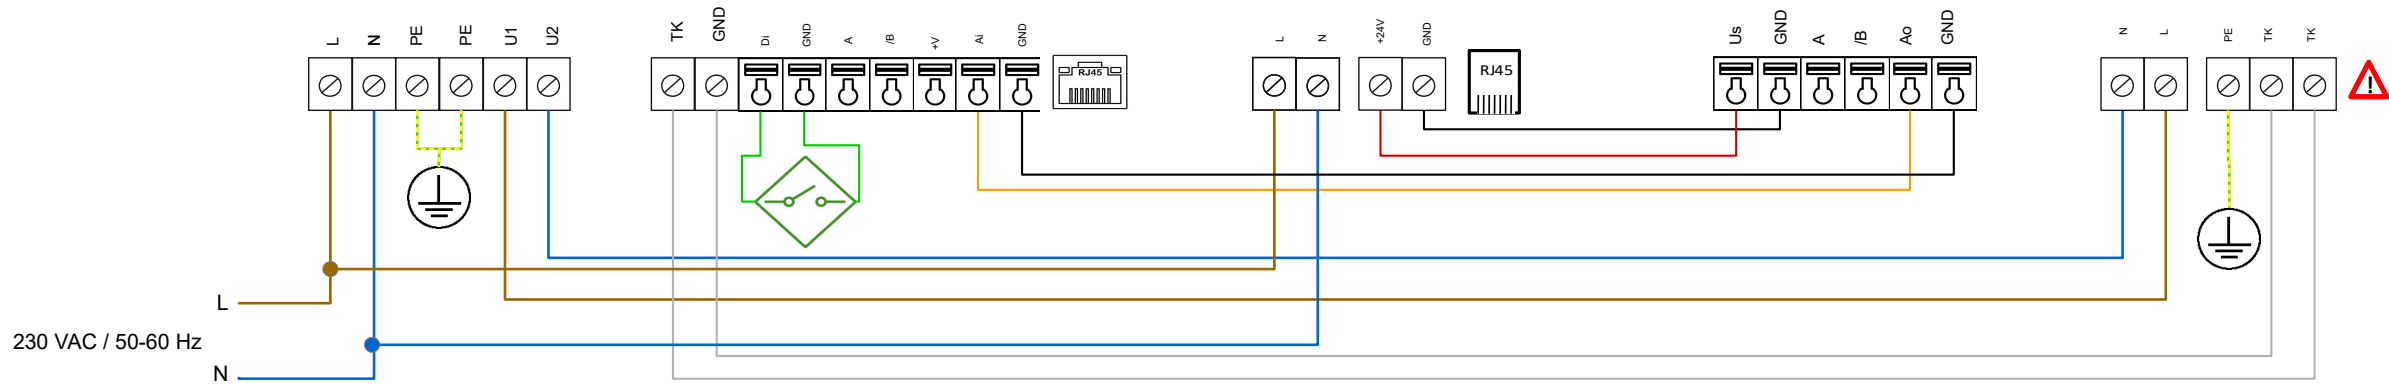 L N PE PE U1 U2 TK GND Di GND A /B +V Ai GND L N +24V GND Us GND A /B Ao GND N L PE TK TK
RJ45 RJ45 !
L
230 VAC / 50-60 Hz
N